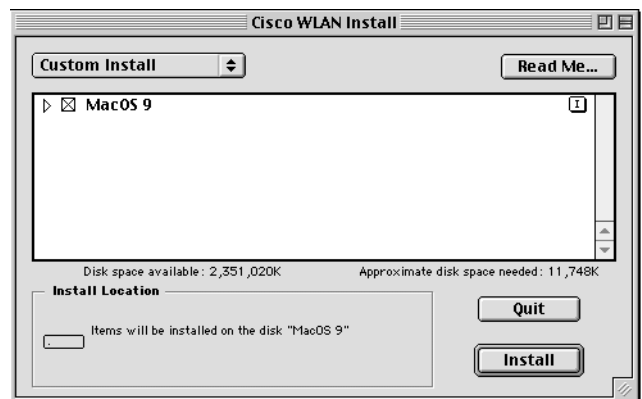 Cisco WLAN Install
Custom Install
Read Me...
MacOS 9
I
Disk space available: 2,351,020K
Approximate disk space needed: 11,748K
Install Location
Items will be installed on the disk "MacOS 9"
Quit
Install